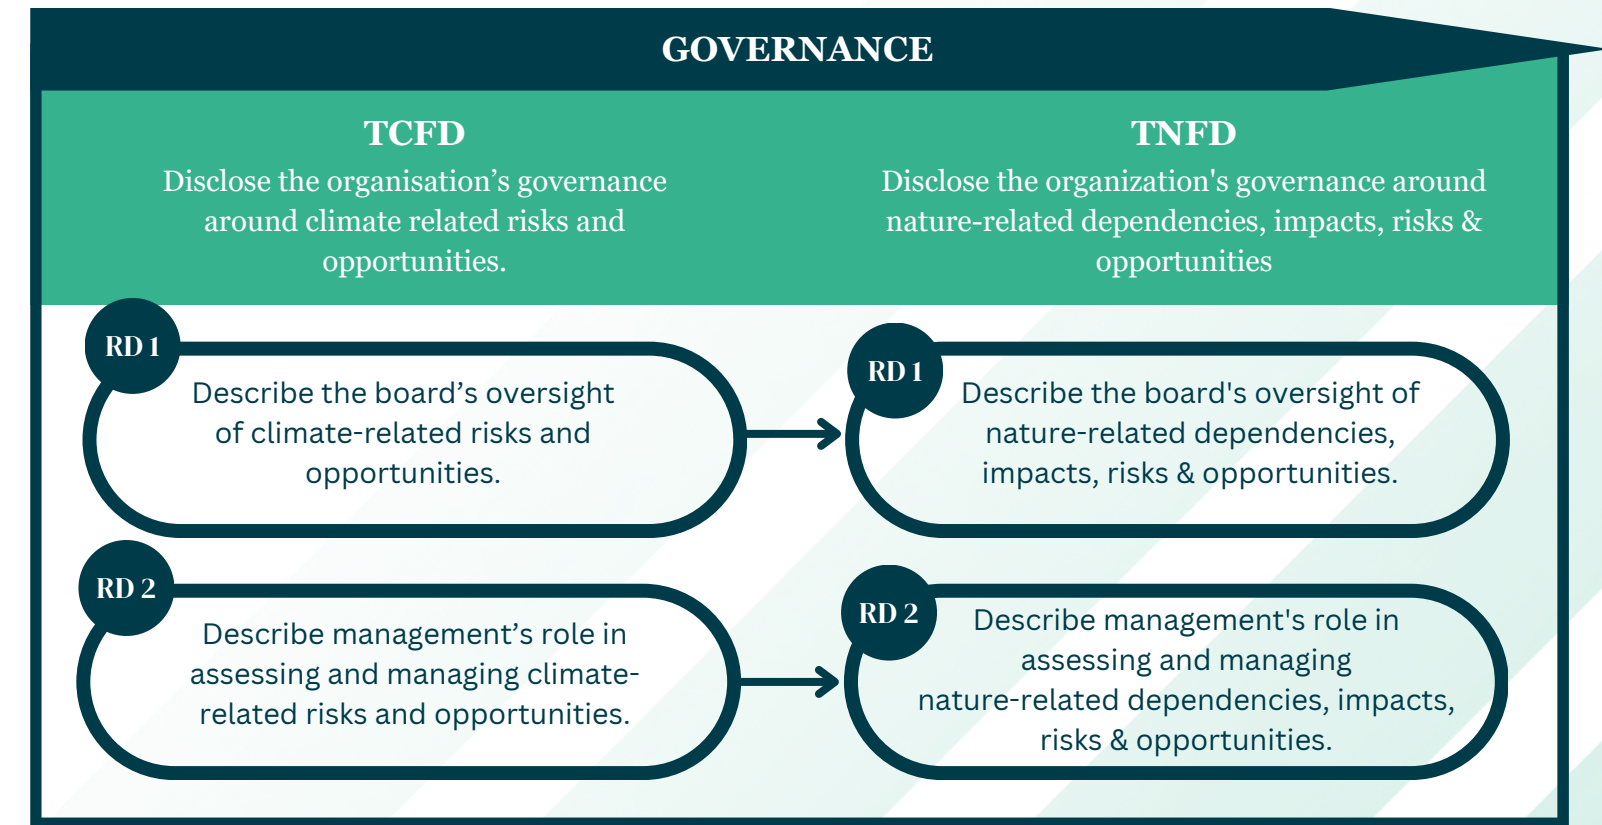 GOVERNANCE
TCFD
Disclose the organisation’s governance
around climate related risks and
opportunities.
TNFD
Disclose the organization's governance around
nature-related dependencies, impacts, risks &
opportunities
RD 1
Describe the board’s oversight
of climate-related risks and
opportunities.
RD 1
Describe the board's oversight of
nature-related dependencies,
impacts, risks & opportunities.
RD 2
Describe management’s role in
assessing and managing climate-
related risks and opportunities.
RD 2
Describe management's role in
assessing and managing
nature-related dependencies, impacts,
risks & opportunities.